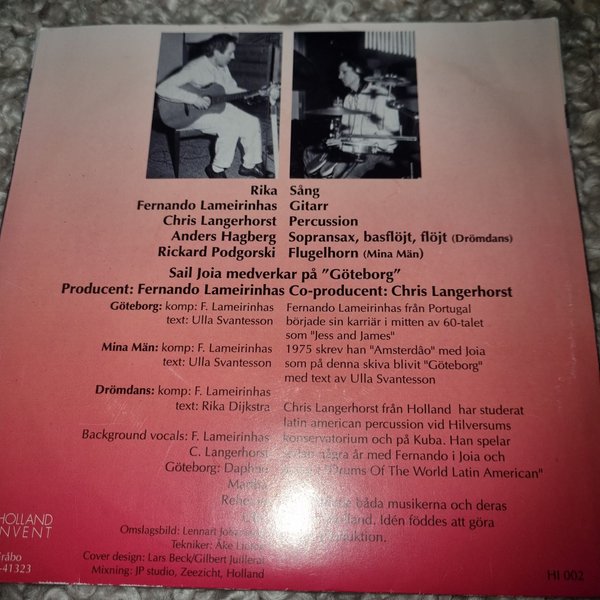 Rika Sång
Fernando Lameirinhas Gitarr
Chris Langerhorst Percussion
Anders Hagberg Sopransax, basflöjt, flöjt (Drömdans)
Rickard Podgorski Flugelhorn (Mina Män)
Sail Joia medverkar på ”Göteborg”
Producent: Fernando Lameirinhas Co-producent: Chris Langerhorst
Göteborg: komp: F. Lameirinhas
text: Ulla Svantesson
Mina Män: komp: F. Lameirinhas
text: Ulla Svantesson
Drömdans: komp: F. Lameirinhas
text: Rika Dijkstra
Background vocals: F. Lameirinhas
C. Langerhorst
Göteborg:
Omslagsbild: Lennart
Tekniker: Åke
Cover design: Lars Beck/Gilbert Juillerat
Mixning: JP studio, Zeezicht, Holland
Fernando Lameirinhas från Portugal
började sin karriär i mitten av 60-talet
som "Jess and James"
1975 skrev han "Amsterdâo" med Joia
som på denna skiva blivit "Göteborg"
med text av Ulla Svantesson
Chris Langerhorst från Holland har studerat
latin american percussion vid Hilversums
konservatorium och på Kuba. Han spelar
sedan några år med Fernando i Joia och
"Drums Of The World Latin American"
båda musikerna och deras
Idén föddes att göra
HOLLAND
INVENT
-41323
HI 002